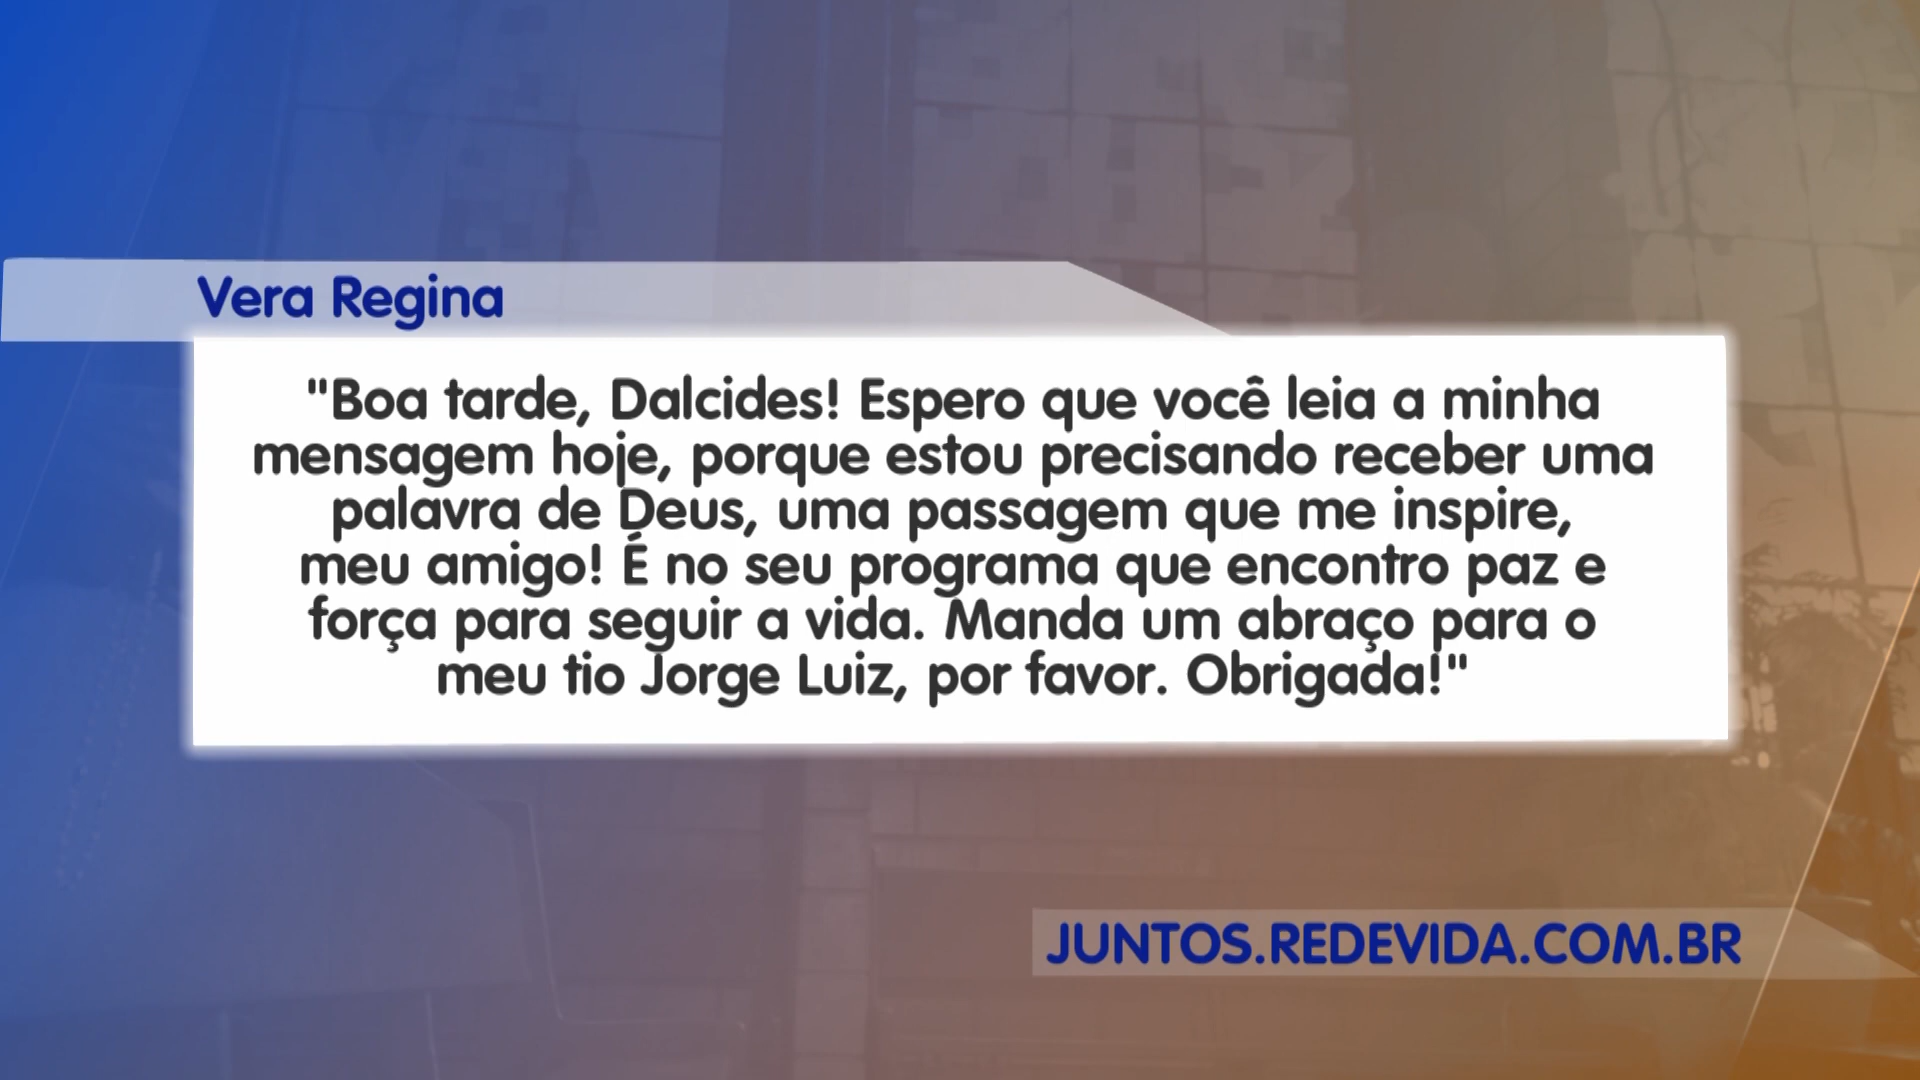 Vera Regina
"Boa tarde, Dalcides! Espero que você leia a minha
mensagem hoje, porque estou precisando receber uma
palavra de Deus, uma passagem que me inspire,
meu amigo! É no seu programa que encontro paz e
força para seguir a vida. Manda um abraço para o
meu tio Jorge Luiz, por favor. Obrigada!"
JUNTOS.REDEVIDA.COM.BR